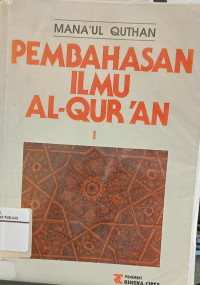 MANA'UL QUTHAN
PEMBAHASAN
ILMU
AL-QUR'AN
I
PENERBIT
RINEKA CIPTA